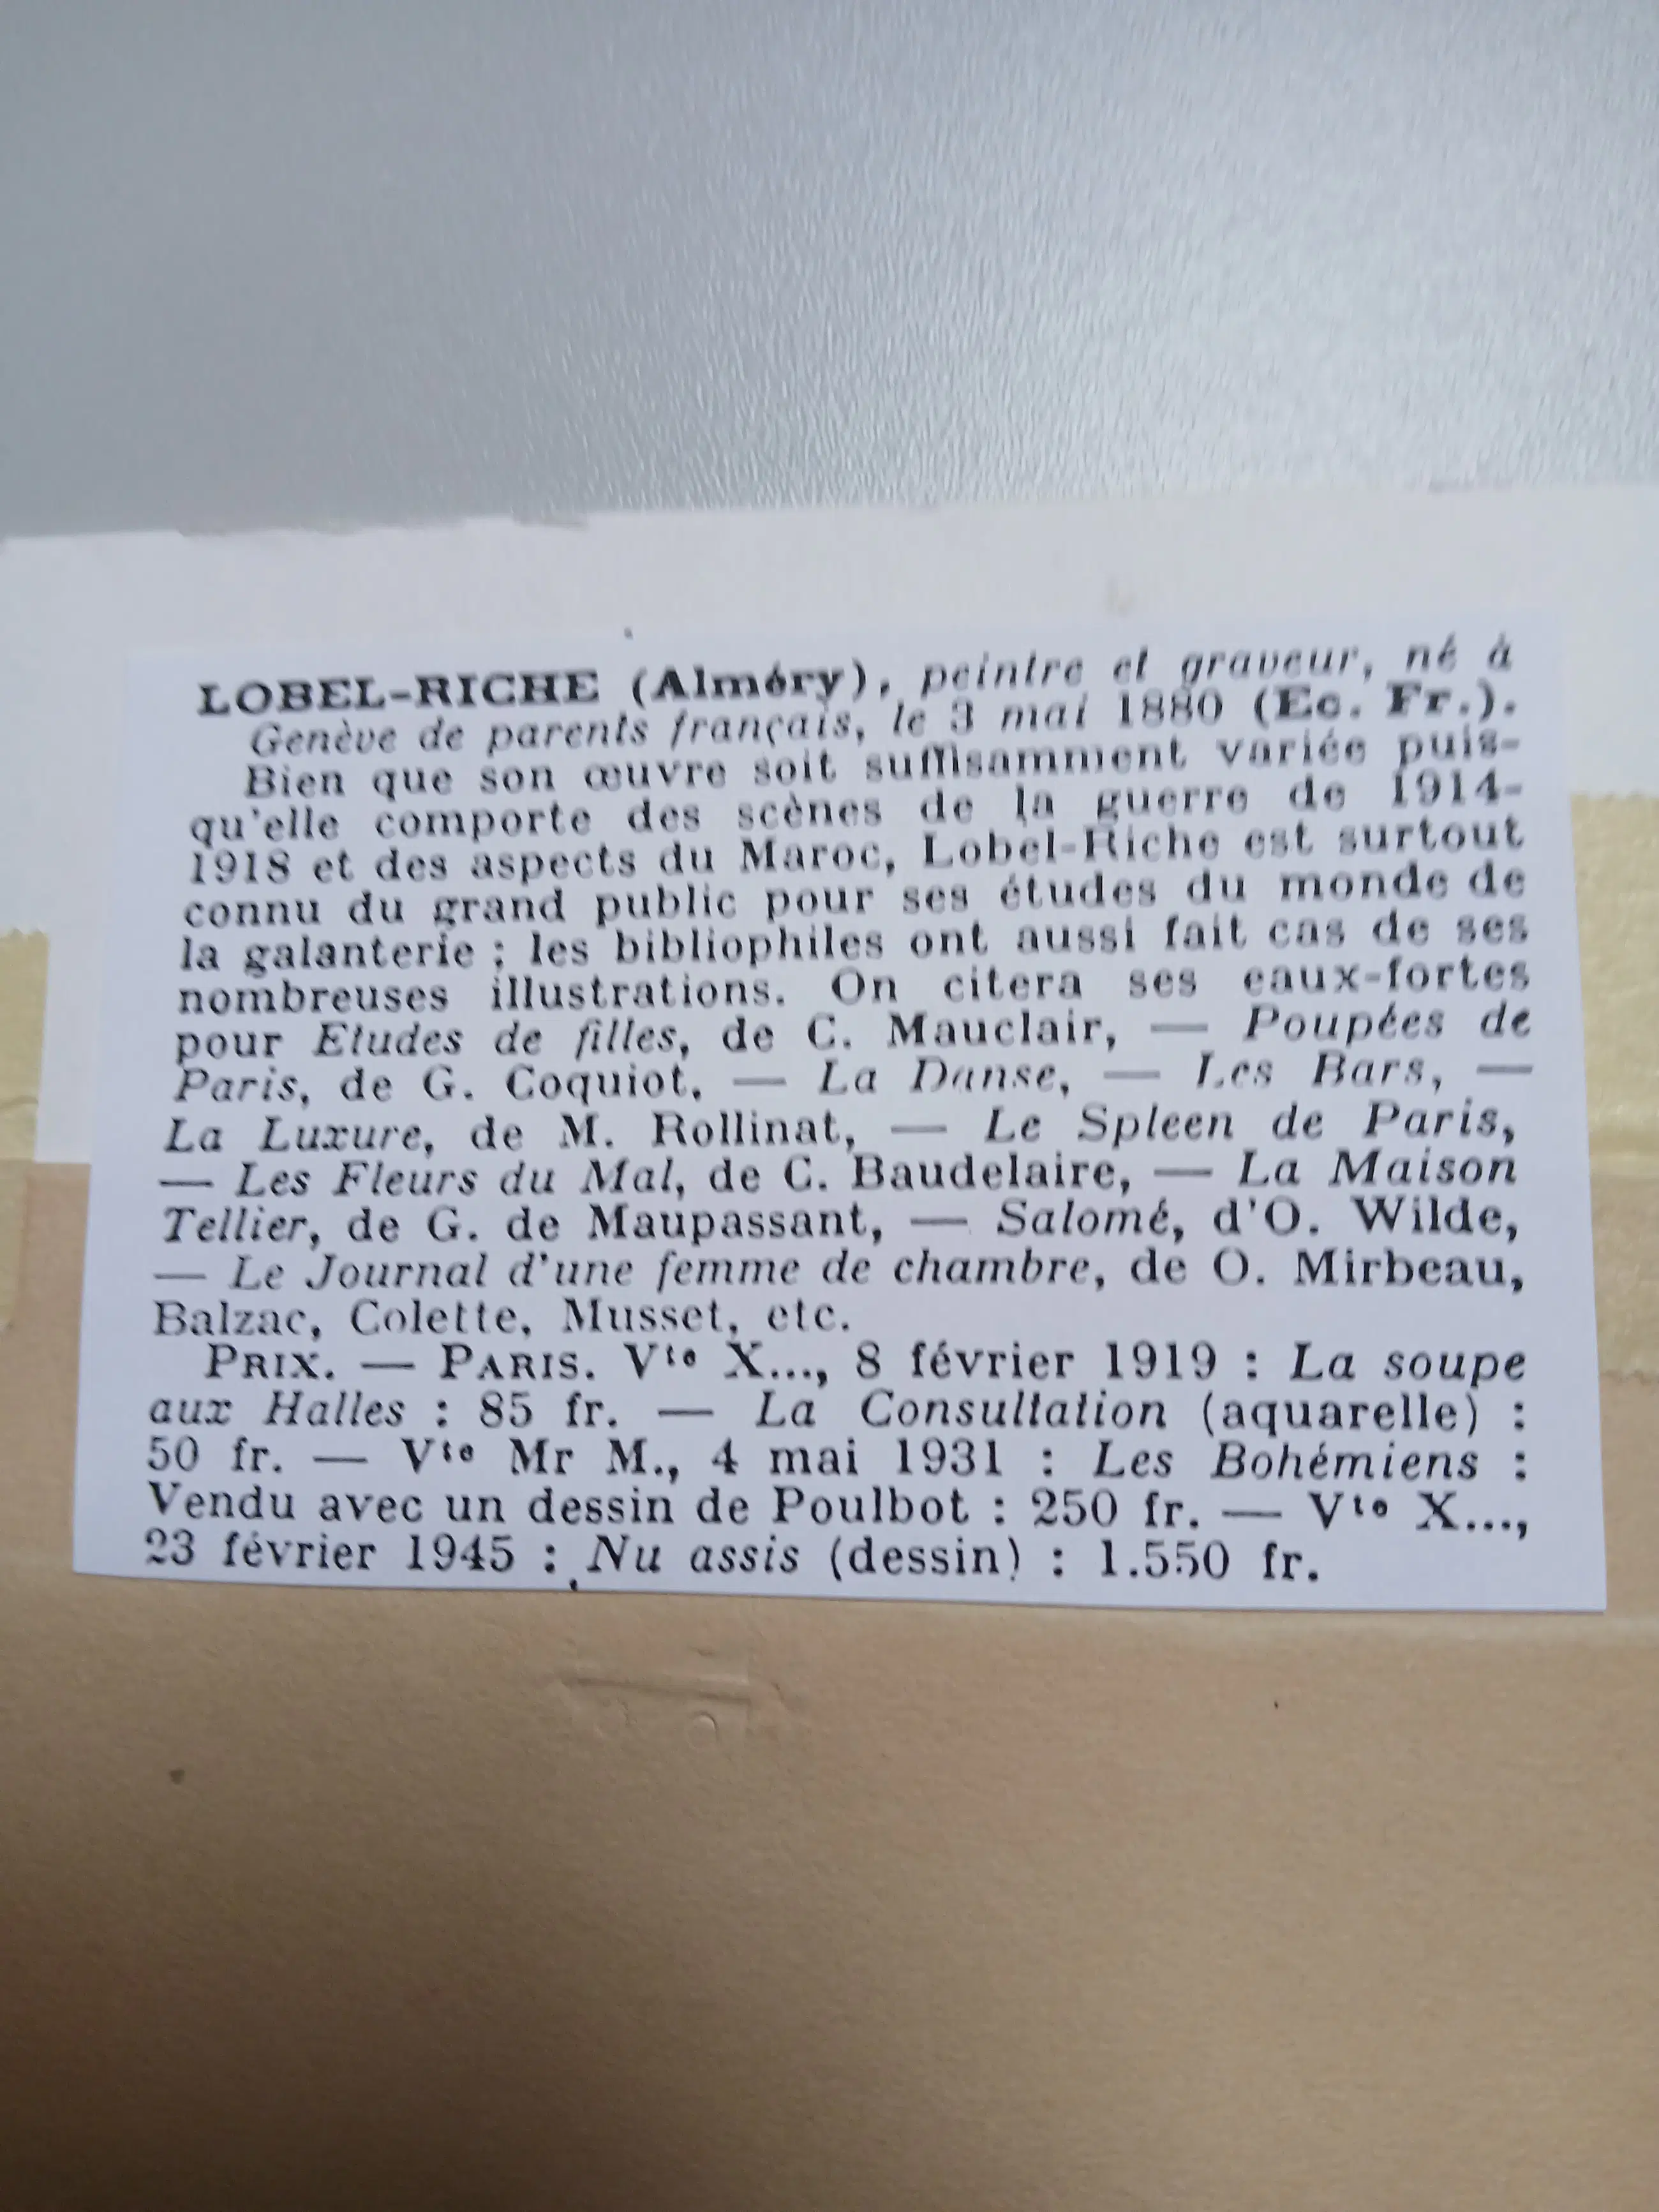 LOBEL-RICHE (Alméry), peintre et graveur, né à
Genève de parents français, le 3 mai 1880 (Ec. Fr.).
Bien que son œuvre soit suffisamment variée puis-
qu'elle comporte des scènes de la guerre de 1914-
1918 et des aspects du Maroc, Lobel-Riche est surtout
connu du grand public pour ses études du monde de
la galanterie ; les bibliophiles ont aussi fait cas de ses
nombreuses illustrations. On citera ses eaux-fortes
pour Etudes de filles, de C. Mauclair, — Poupées de
Paris, de G. Coquiot, — La Danse, — Les Bars, —
La Luxure, de M. Rollinat, — Le Spleen de Paris,
— Les Fleurs du Mal, de C. Baudelaire, — La Maison
Tellier, de G. de Maupassant, — Salomé, d'O. Wilde,
— Le Journal d'une femme de chambre, de O. Mirbeau,
Balzac, Colette, Musset, etc.
PRIX. — PARIS. Vte X..., 8 février 1919 : La soupe
aux Halles : 85 fr. — La Consultation (aquarelle) :
50 fr. — Vte Mr M., 4 mai 1931 : Les Bohémiens :
Vendu avec un dessin de Poulbot : 250 fr. — Vte X...,
23 février 1945 : Nu assis (dessin) : 1.550 fr.